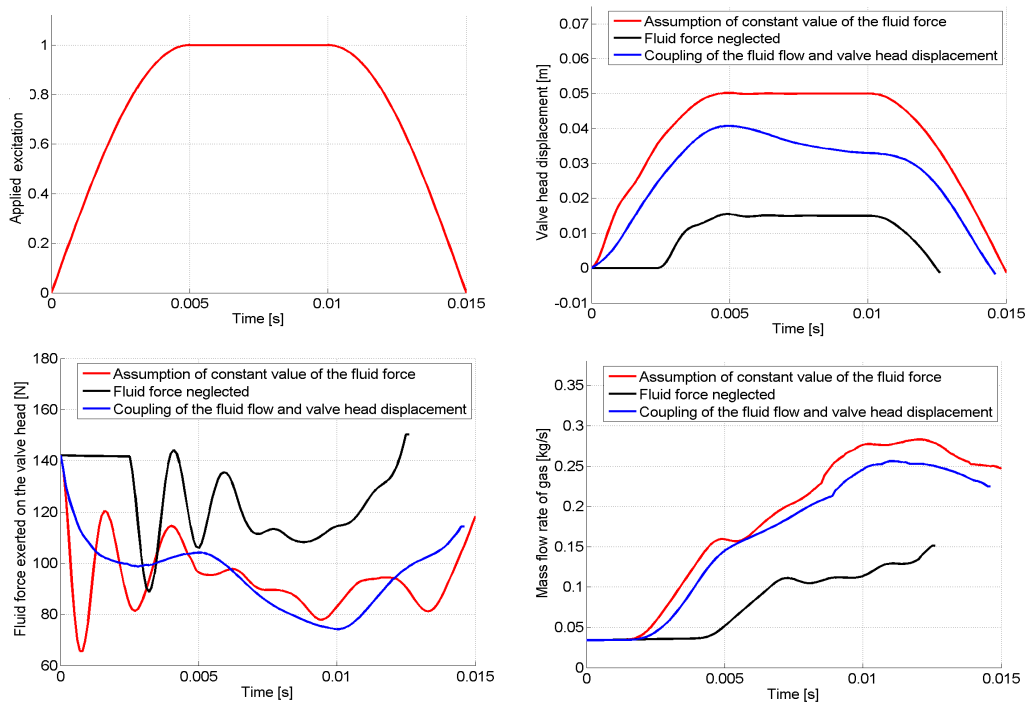 Applied excitation
1
3.8
3.6
0.4
0.2
0
0
0.005
0.01
0.015
Time [s]
Valve head displacement [m]
0.07
0.06
0.05
0.04
0.03
0.02
0.01
0
-0.01
Assumption of constant value of the fluid force
Fluid force neglected
Coupling of the fluid flow and valve head displacement
0
0.005
0.01
0.015
Time [s]
Fluid force exerted on the valve head [N]
180
160
140
120
100
80
60
Assumption of constant value of the fluid force
Fluid force neglected
Coupling of the fluid flow and valve head displacement
0
0.005
0.01
0.015
Time [s]
Mass flow rate of gas [kg/s]
0.35
0.3
0.25
0.2
0.15
0.1
0.05
0
Assumption of constant value of the fluid force
Fluid force neglected
Coupling of the fluid flow and valve head displacement
0
0.005
0.01
0.015
Time [s]